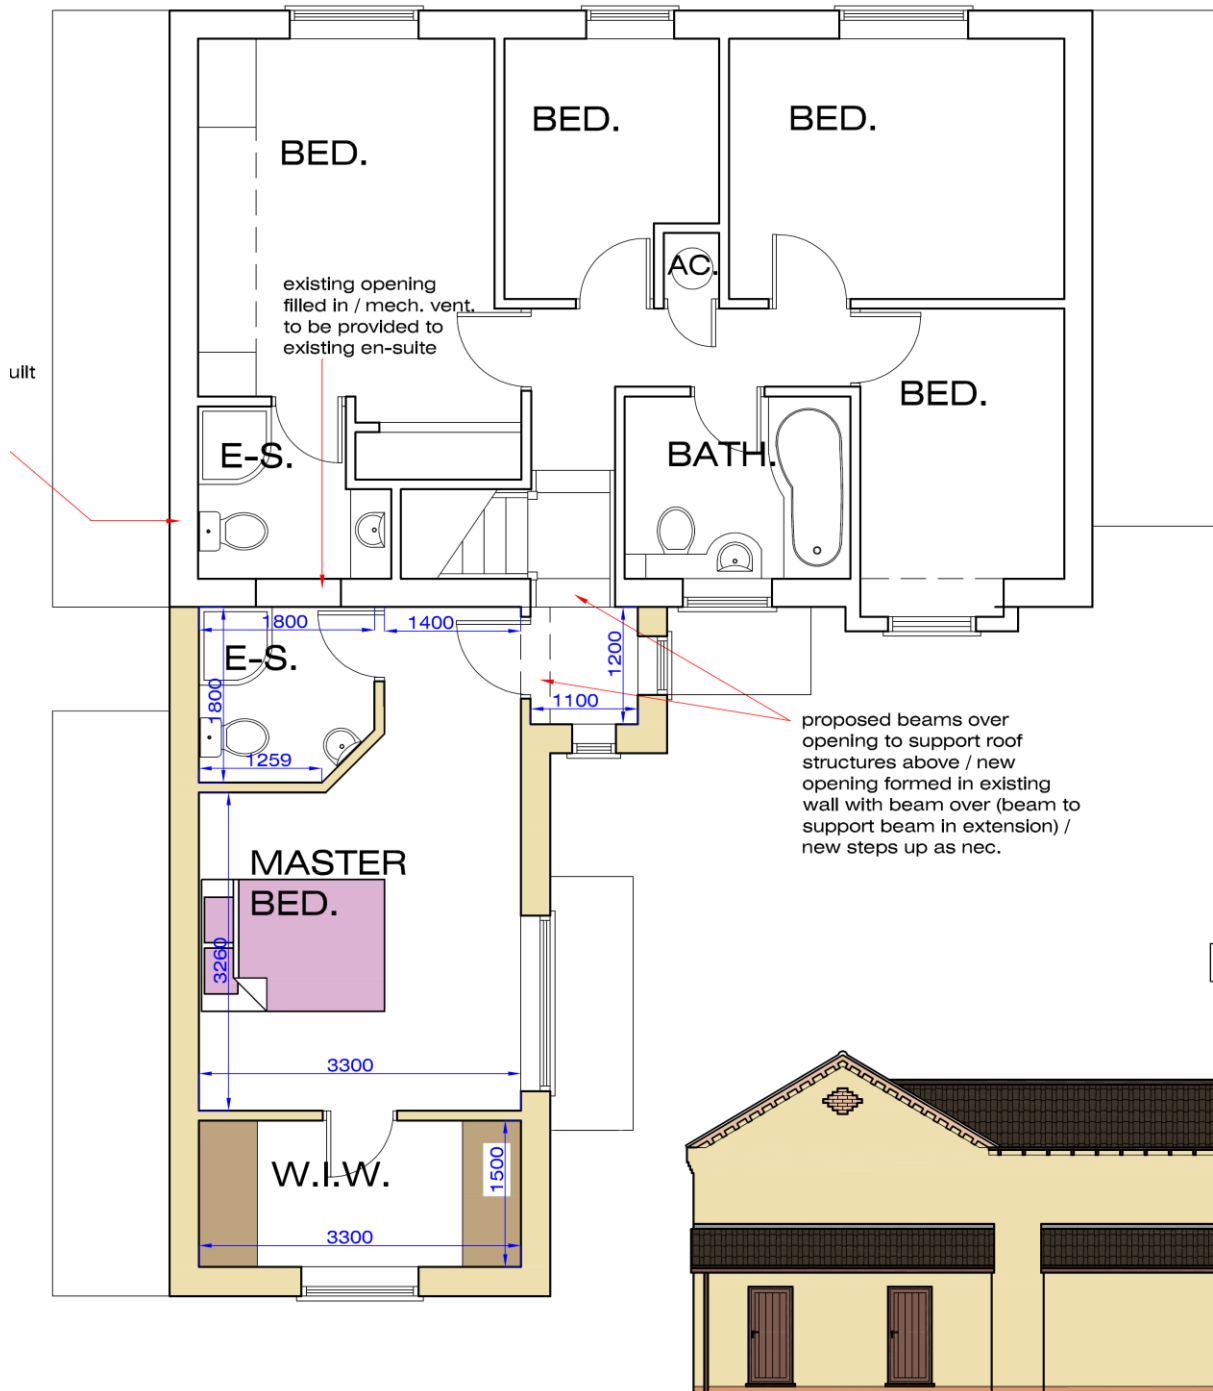 BED.
BED.
BED.
AC.
existing opening
filled in / mech. vent.
to be provided to
existing en-suite
uilt
BED.
E-S.
BATH.
1800
1400
E-S.
1200
1800
1100
1259
proposed beams over
opening to support roof
structures above / new
opening formed in existing
wall with beam over (beam to
support beam in extension) /
new steps up as nec.
MASTER
BED.
3260
3300
W.I.W.
1500
3300